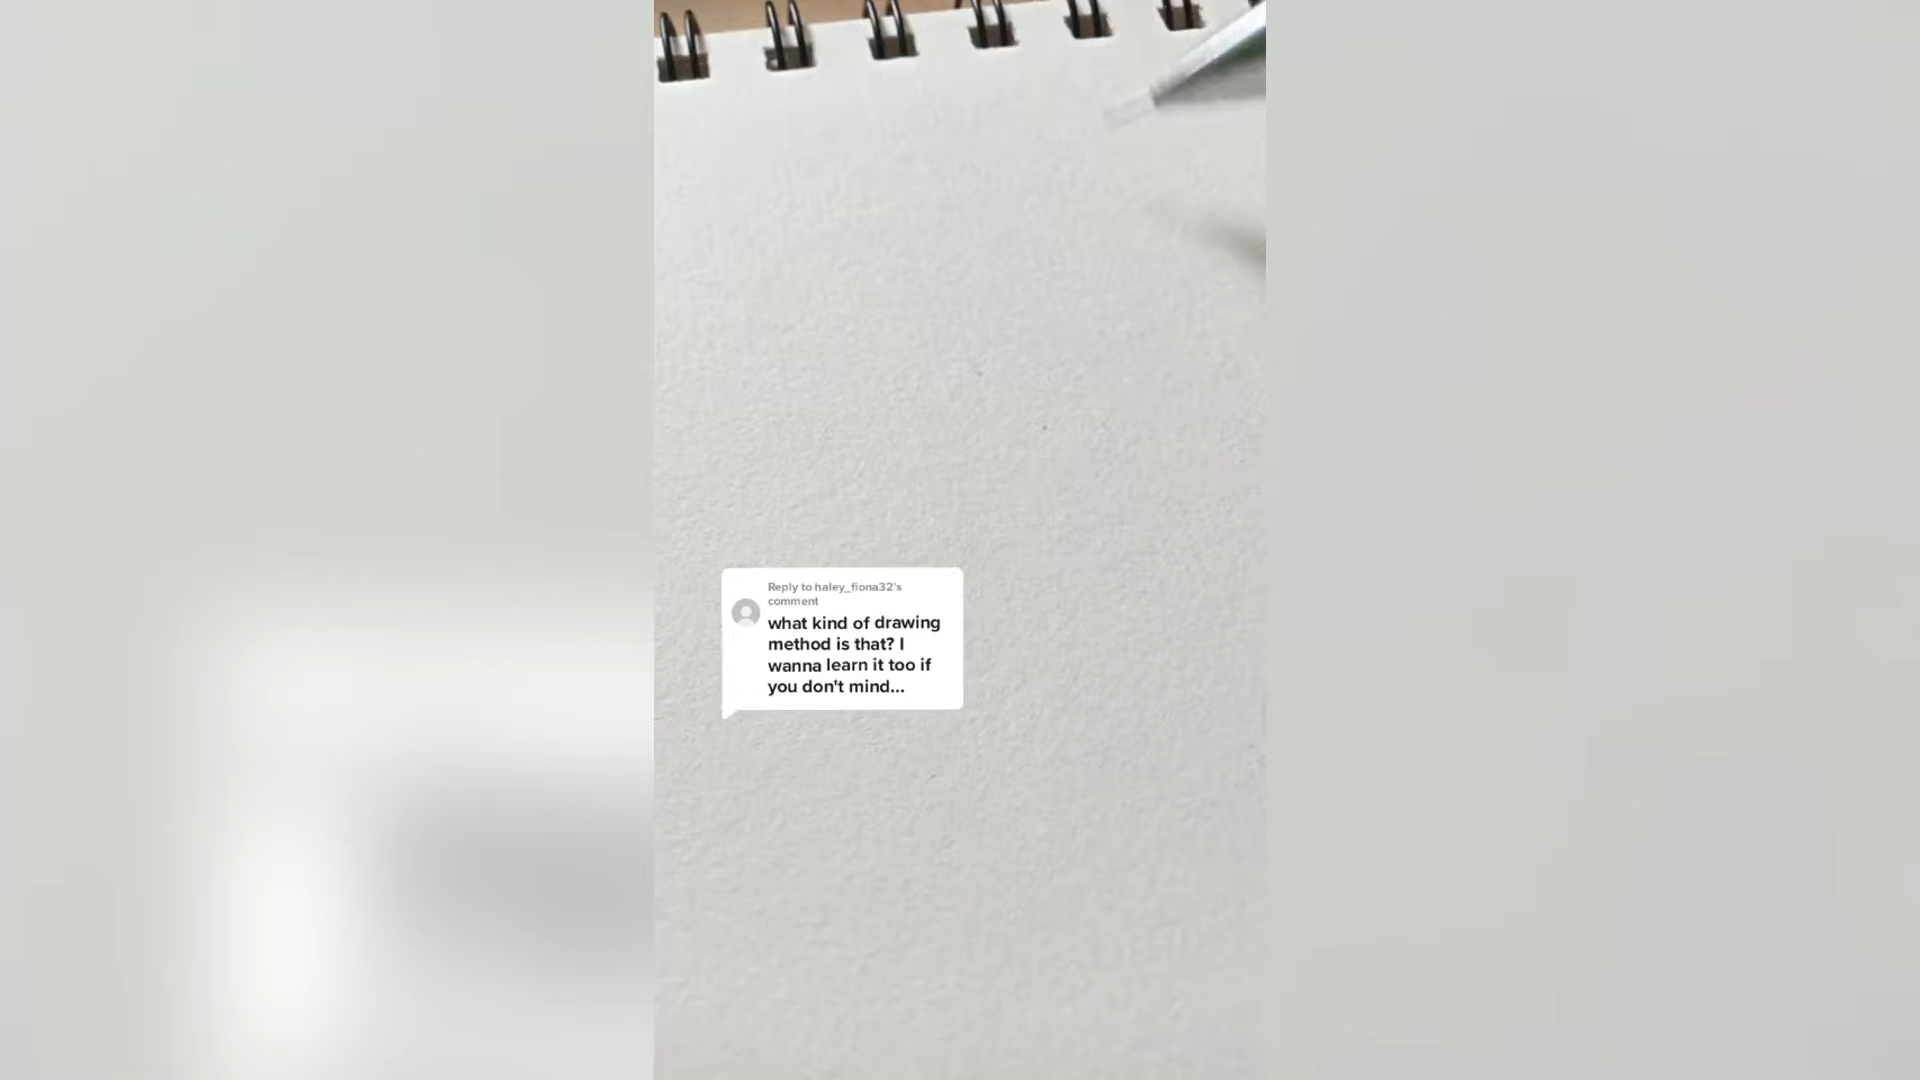 Reply to haley_fiona32's
comment
what kind of drawing
method is that? I
wanna learn it too if
you don't mind...